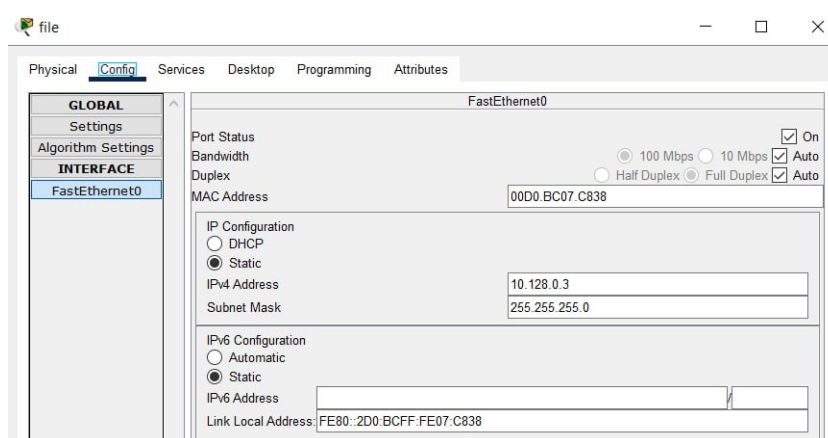 file
Physical Config Services Desktop Programming Attributes
GLOBAL
Settings
Algorithm Settings
INTERFACE
FastEthernet0
FastEthernet0
Port Status On
Bandwidth 100 Mbps 10 Mbps Auto
Duplex Half Duplex Full Duplex Auto
MAC Address 00D0.BC07.C838
IP Configuration
DHCP
Static
IPv4 Address 10.128.0.3
Subnet Mask 255.255.255.0
IPv6 Configuration
Automatic
Static
IPv6 Address /
Link Local Address: FE80::2D0:BCFF:FE07:C838